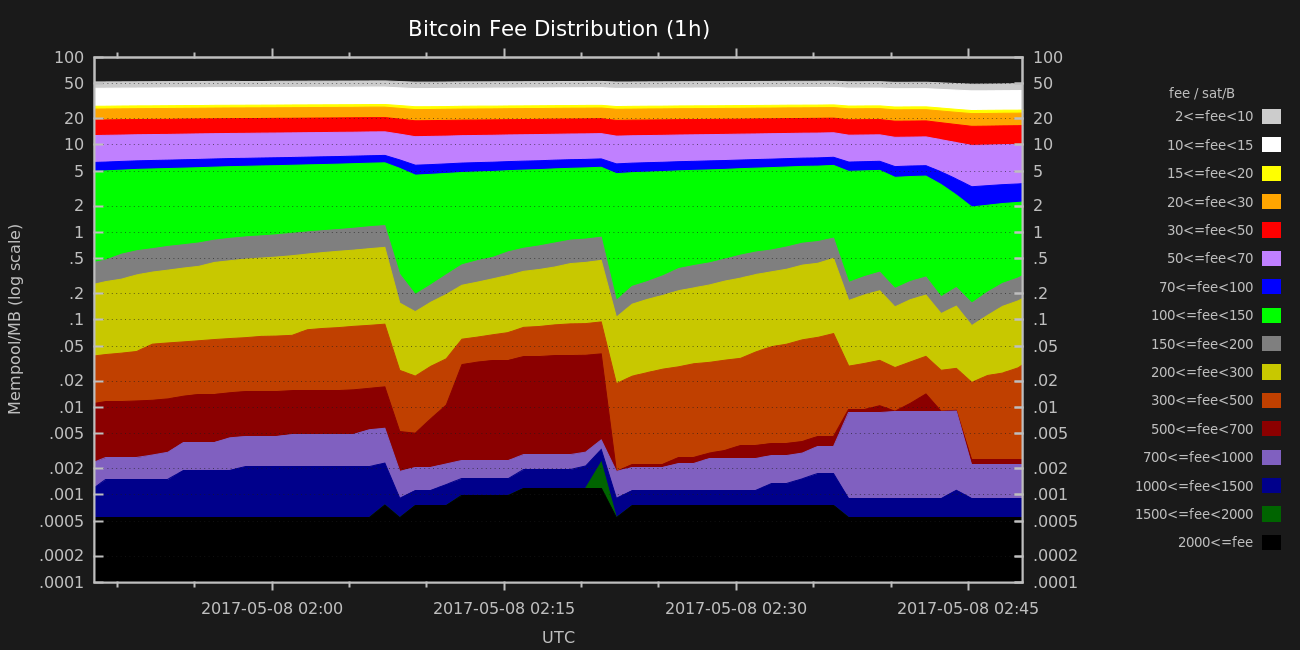 Bitcoin Fee Distribution (1h)
Mempool/MB (log scale)
100
50
20
10
5
2
1
.5
.2
.1
.05
.02
.01
.005
.002
.001
.0005
.0002
.0001
100
50
20
10
5
2
1
.5
.2
.1
.05
.02
.01
.005
.002
.001
.0005
.0002
.0001
fee / sat/B
2<=fee<10
10<=fee<15
15<=fee<20
20<=fee<30
30<=fee<50
50<=fee<70
70<=fee<100
100<=fee<150
150<=fee<200
200<=fee<300
300<=fee<500
500<=fee<700
700<=fee<1000
1000<=fee<1500
1500<=fee<2000
2000<=fee
2017-05-08 02:00
2017-05-08 02:15
2017-05-08 02:30
2017-05-08 02:45
UTC